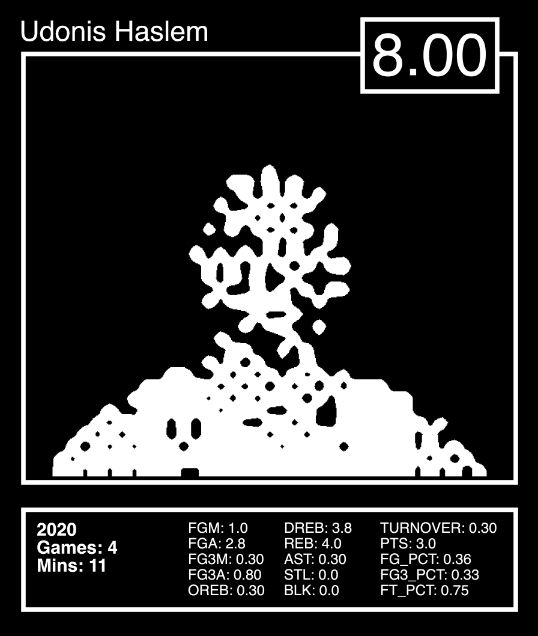 Udonis Haslem
8.00
2020
Games: 4
Mins: 11
FGM: 1.0
FGA: 2.8
FG3M: 0.30
FG3A: 0.80
OREB: 0.30
DREB: 3.8
REB: 4.0
AST: 0.30
STL: 0.0
BLK: 0.0
TURNOVER: 0.30
PTS: 3.0
FG_PCT: 0.36
FG3_PCT: 0.33
FT_PCT: 0.75